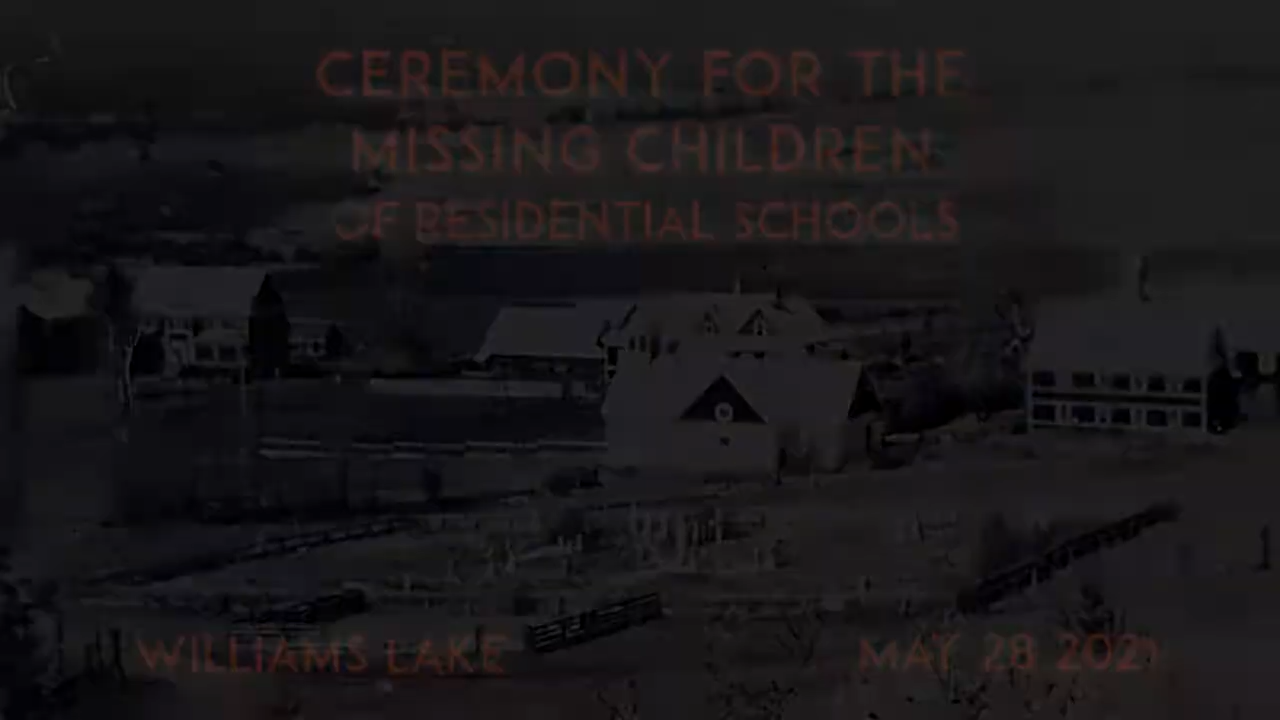 CEREMONY FOR THE
MISSING CHILDREN
OF RESIDENTIAL SCHOOLS
WILLIAMS LAKE
MAY 28 2021